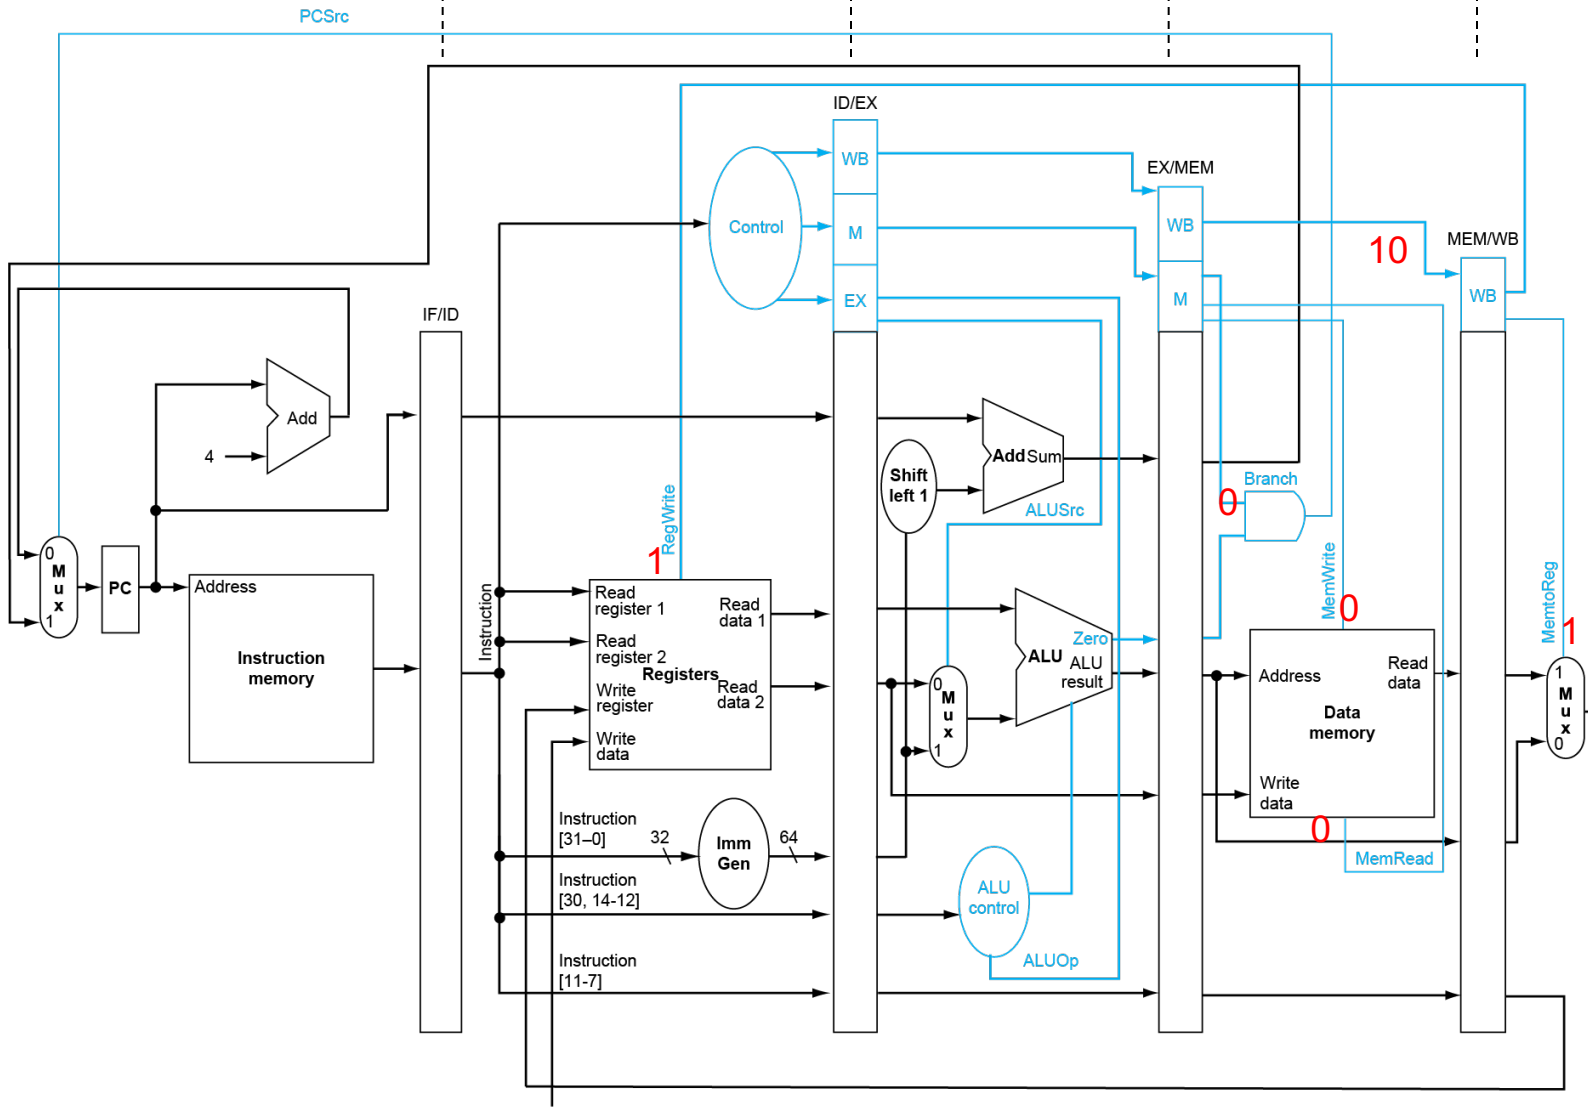 PCSrc
ID/EX
WB
EX/MEM
Control
M
WB
10
MEM/WB
EX
M
WB
IF/ID
Add
4
Shift
left 1
Add Sum
Branch
0
ALUSrc
RegWrite
1
MemWrite
0
MemtoReg
1
0
M
u
x
1
PC
Address
Instruction
memory
Instruction
Read
register 1
Read
register 2
Write
register
Write
data
Registers
Read
data 1
Read
data 2
0
M
u
x
1
Zero
ALU
ALU
result
Address
Read
data
Data
memory
Write
data
0
MemRead
1
M
u
x
0
Instruction
[31–0]
32
Imm
Gen
64
Instruction
[30, 14-12]
ALU
control
ALUOp
Instruction
[11-7]